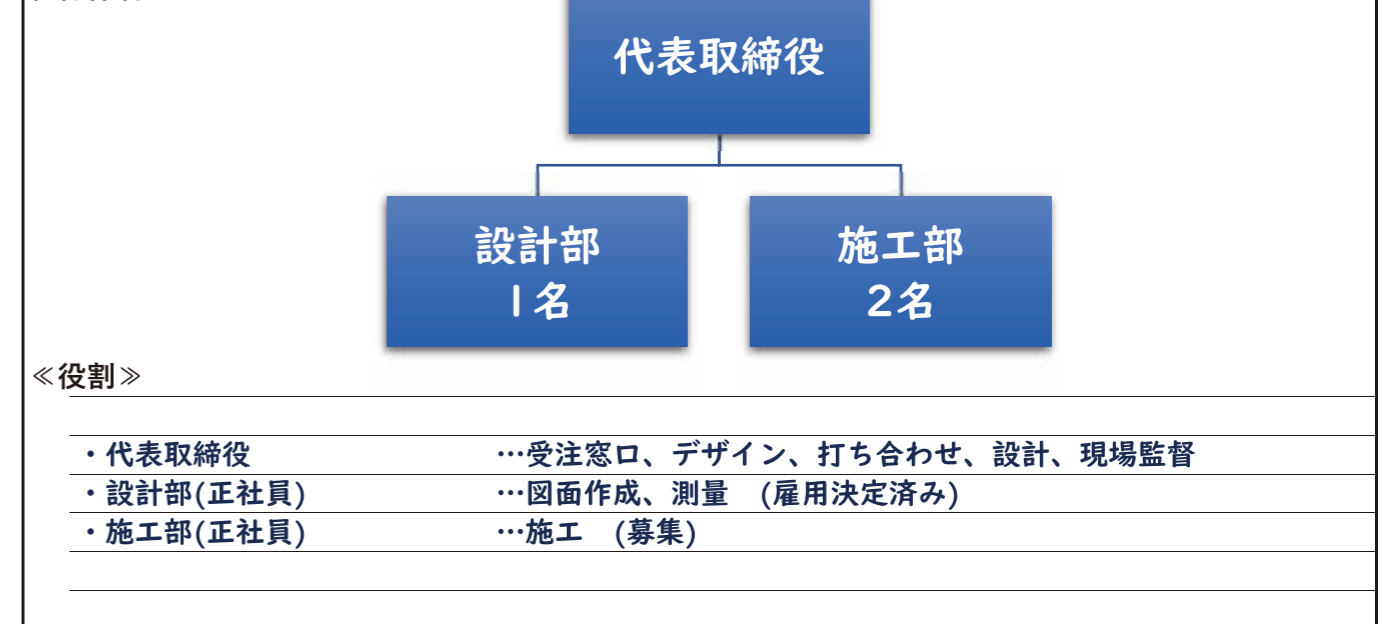 代表取締役
設計部
1名
施工部
2名
≪役割≫
・代表取締役 …受注窓口、デザイン、打ち合わせ、設計、現場監督
・設計部(正社員) …図面作成、測量 (雇用決定済み)
・施工部(正社員) …施工 (募集)